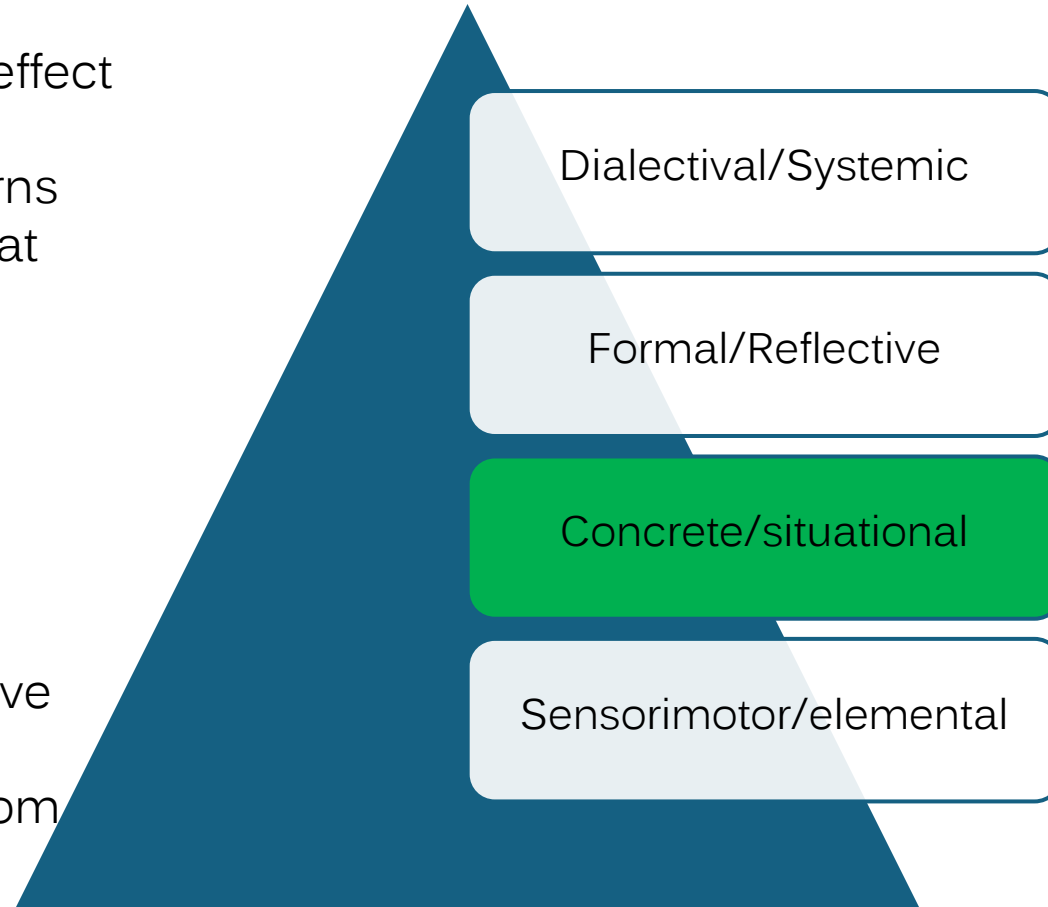 effect
rns
at
ve
om
Dialectival/Systemic
Formal/Reflective
Concrete/situational
Sensorimotor/elemental